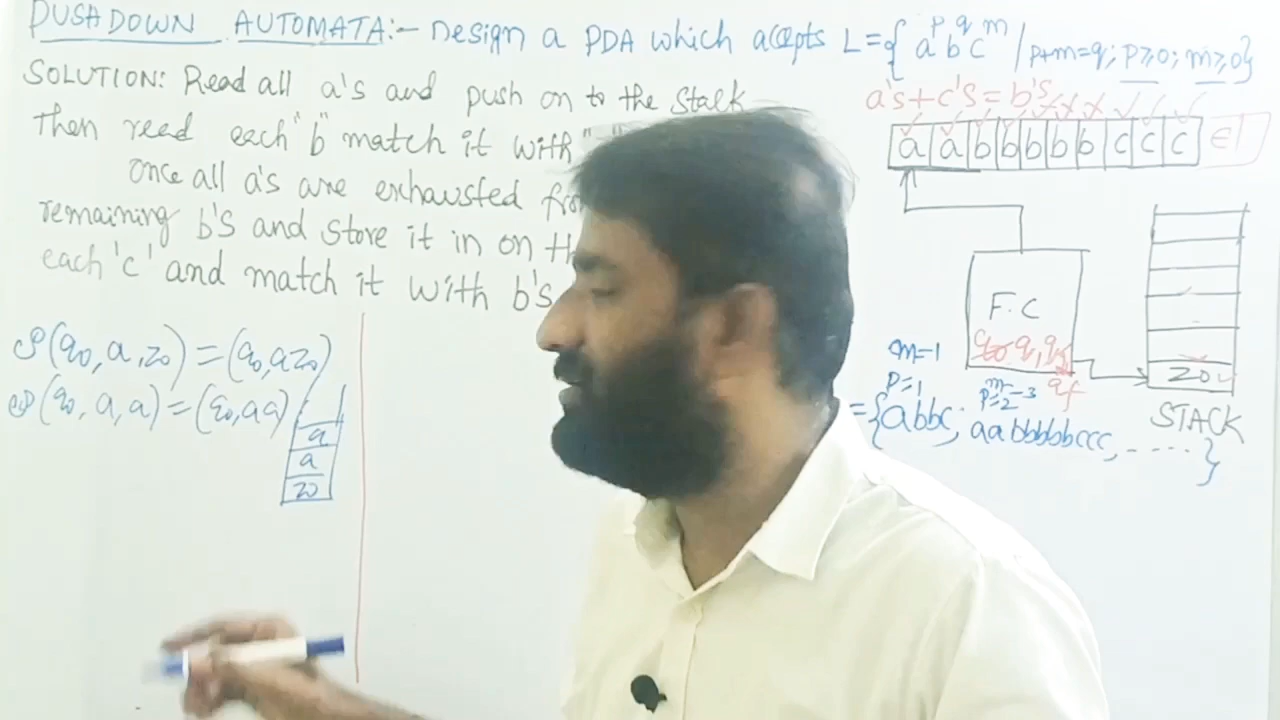 PUSHDOWN AUTOMATA:- Design a PDA which accepts L={a^p b^q c^m / p+m=q; p≥0; m≥0}
SOLUTION: Read all a's and push on to the Stack
Then read each "b" match it with "
once all a's are exhausted
remaining b's and store it in on
each 'c' and match it with b's
δ(q0, a, z0) = (q0, az0)
δ(q0, a, a) = (q0, aa)
a
a
z0
a's + c's = b's
a a b b b b b c c c ∈
F.C
q0 q1 q2
qf
z0
STACK
m=1
p=1
m=3
p=2
={abbc, aabbbbbccc, ..... }